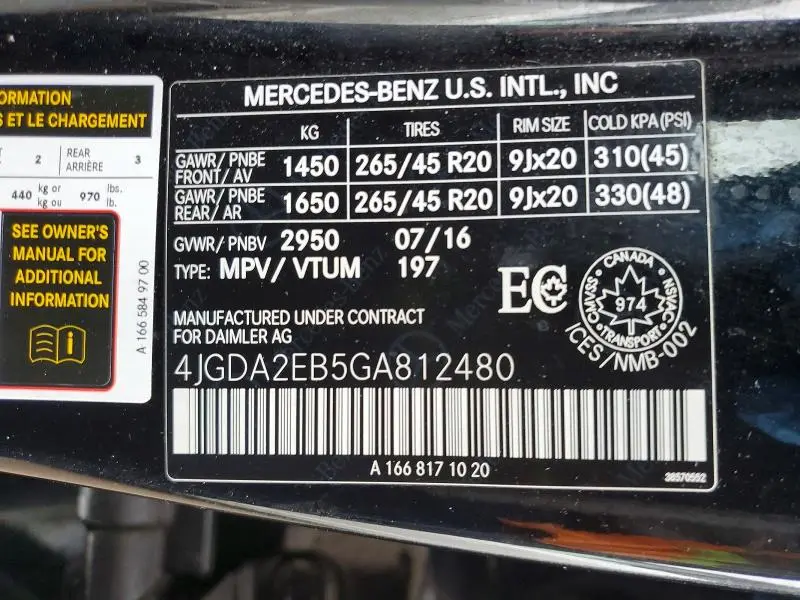 ORMATION
S ET LE CHARGEMENT
2 REAR ARRIÈRE 3
440 kg or kg ou 970 lbs. lb.
SEE OWNER'S
MANUAL FOR
ADDITIONAL
INFORMATION
A 166 584 97 00
MERCEDES-BENZ U.S. INTL., INC
KG TIRES RIM SIZE COLD KPA(PSI)
GAWR/PNBE FRONT/AV 1450 265/45 R20 9Jx20 310(45)
GAWR/PNBE REAR/AR 1650 265/45 R20 9Jx20 330(48)
GVWR/PNBV 2950 07/16
TYPE: MPV/VTUM 197
EC
CANADA
974
TRANSPORT
CMVSS NSVAC
ICES/NMB-002
MANUFACTURED UNDER CONTRACT
FOR DAIMLER AG
4JGDA2EB5GA812480
A 166 817 10 20
38570552